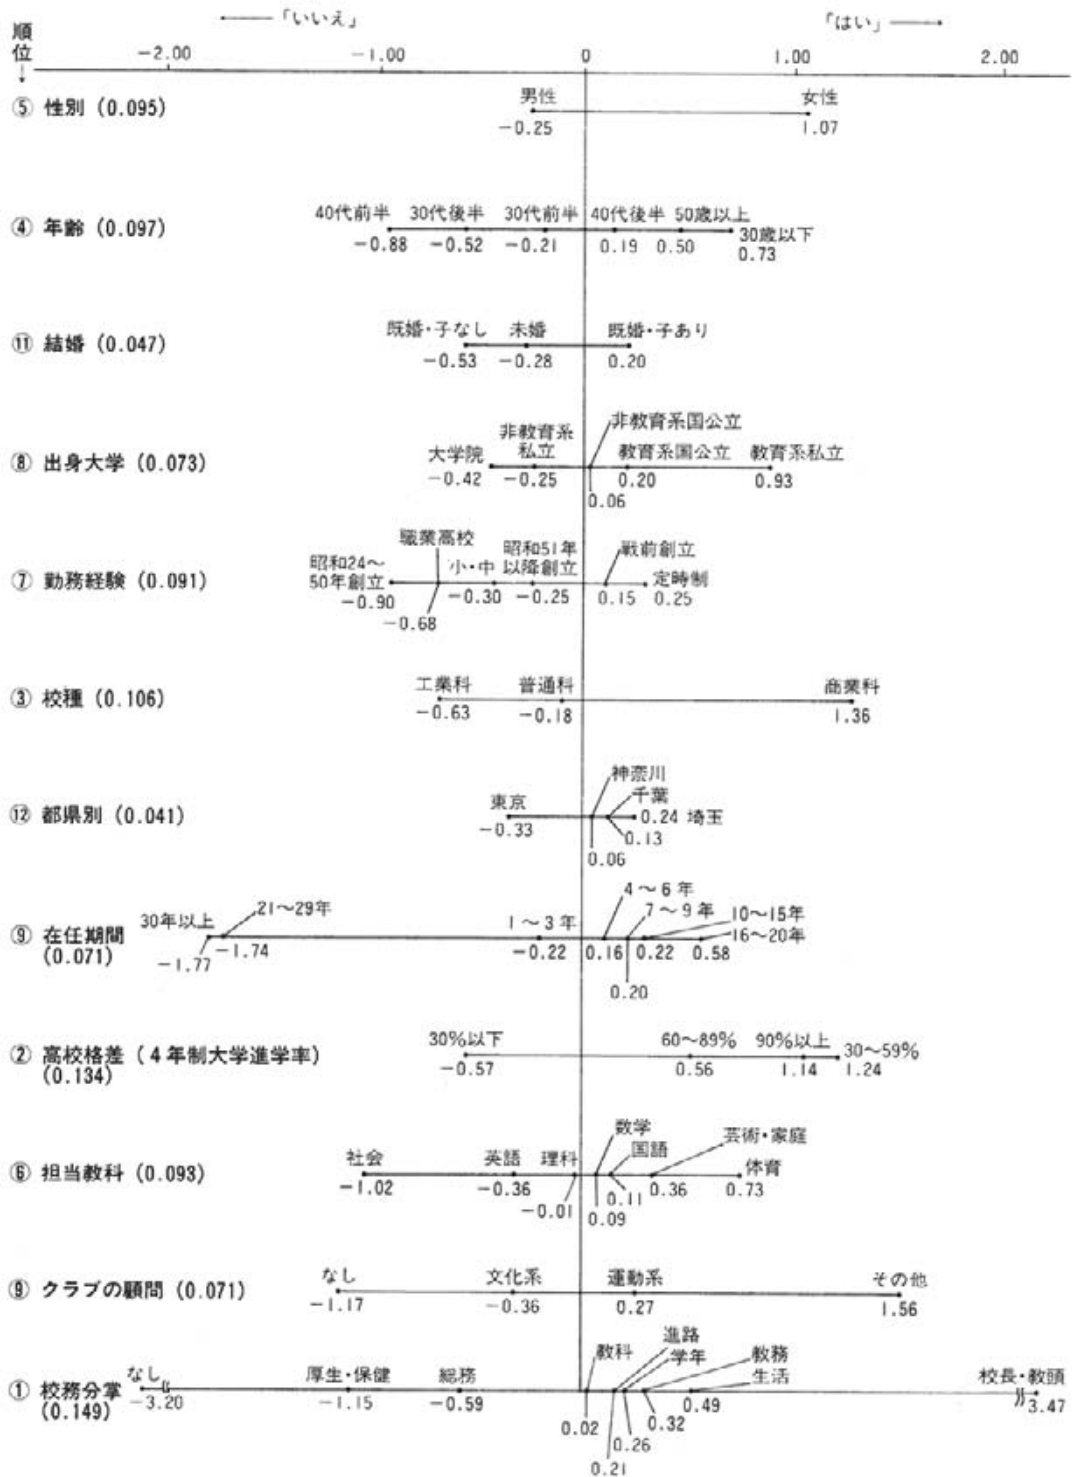 ←「いいえ」 「はい」→
順位↓
−2.00 −1.00 0 1.00 2.00
⑤ 性別 (0.095)
男性 女性
−0.25 1.07
④ 年齢 (0.097)
40代前半 30代後半 30代前半 40代後半 50歳以上 30歳以下
−0.88 −0.52 −0.21 0.19 0.50 0.73
⑪ 結婚 (0.047)
既婚・子なし 未婚 既婚・子あり
−0.53 −0.28 0.20
⑧ 出身大学 (0.073)
大学院 非教育系私立 非教育系国公立 教育系国公立 教育系私立
−0.42 −0.25 0.06 0.20 0.93
⑦ 勤務経験 (0.091)
昭和24〜50年創立 職業高校 小・中 昭和51年以降創立 戦前創立 定時制
−0.90 −0.68 −0.30 −0.25 0.15 0.25
③ 校種 (0.106)
工業科 普通科 商業科
−0.63 −0.18 1.36
⑫ 都県別 (0.041)
東京 神奈川 千葉 埼玉
−0.33 0.06 0.13 0.24
⑨ 在任期間
(0.071)
30年以上 21〜29年 1〜3年 4〜6年 7〜9年 10〜15年 16〜20年
−1.77 −1.74 −0.22 0.16 0.20 0.22 0.58
② 高校格差 (4年制大学進学率)
(0.134)
30%以下 60〜89% 90%以上 30〜59%
−0.57 0.56 1.14 1.24
⑥ 担当教科 (0.093)
社会 英語 理科 数学 国語 芸術・家庭 体育
−1.02 −0.36 −0.01 0.09 0.11 0.36 0.73
⑨ クラブの顧問 (0.071)
なし 文化系 運動系 その他
−1.17 −0.36 0.27 1.56
① 校務分掌
(0.149)
なし 厚生・保健 総務 教科 進路 学年 教務 生活 校長・教頭
−3.20 −1.15 −0.59 0.02 0.21 0.26 0.32 0.49 3.47